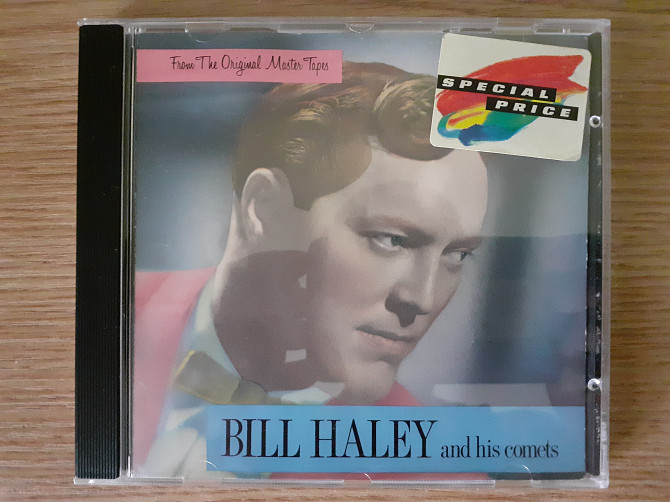 From The Original Master Tapes
SPECIAL
PRICE
BILL HALEY and his comets